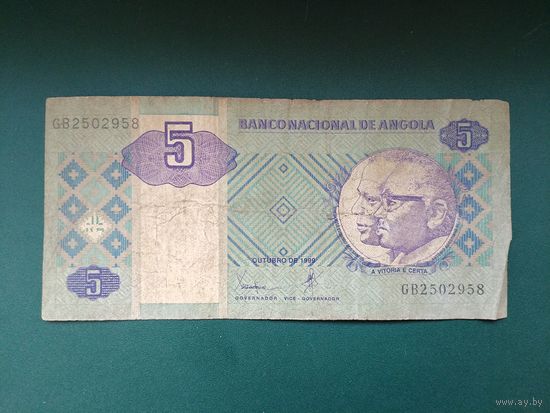 GB2502958
BANCO NACIONAL DE ANGOLA
5
5
OUTUBRO DE 1999
A VITÓRIA É CERTA
5
GOVERNADOR VICE - GOVERNADOR
GB2502958
www.ay.by